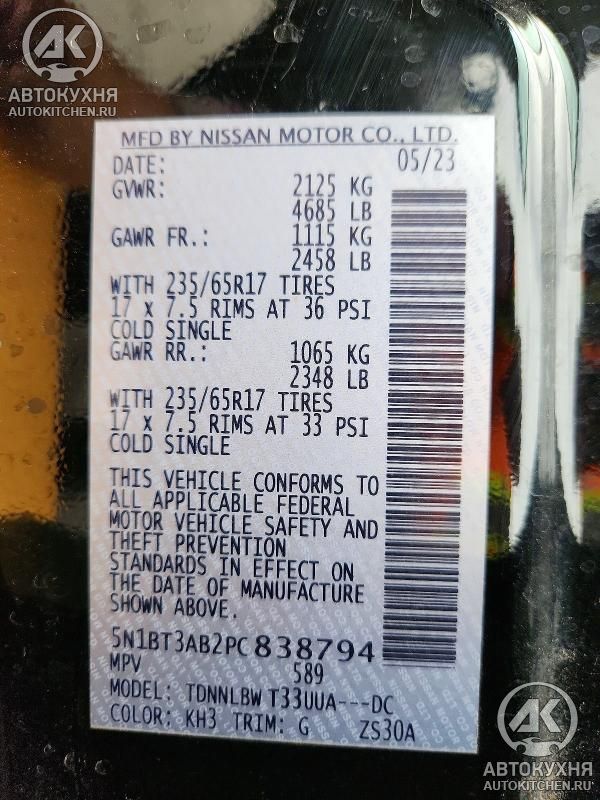 AK
АВТОКУХНЯ
AUTOKITCHEN.RU
MFD BY NISSAN MOTOR CO., LTD.
DATE: 05/23
GVWR: 2125 KG
4685 LB
GAWR FR.: 1115 KG
2458 LB
WITH 235/65R17 TIRES
17 x 7.5 RIMS AT 36 PSI
COLD SINGLE
GAWR RR.: 1065 KG
2348 LB
WITH 235/65R17 TIRES
17 x 7.5 RIMS AT 33 PSI
COLD SINGLE
THIS VEHICLE CONFORMS TO
ALL APPLICABLE FEDERAL
MOTOR VEHICLE SAFETY AND
THEFT PREVENTION
STANDARDS IN EFFECT ON
THE DATE OF MANUFACTURE
SHOWN ABOVE.
5N1BT3AB2PC838794
MPV 589
MODEL: TDNNLBW T33UUA---DC
COLOR: KH3 TRIM: G ZS30A
AK
АВТОКУХНЯ
AUTOKITCHEN.RU